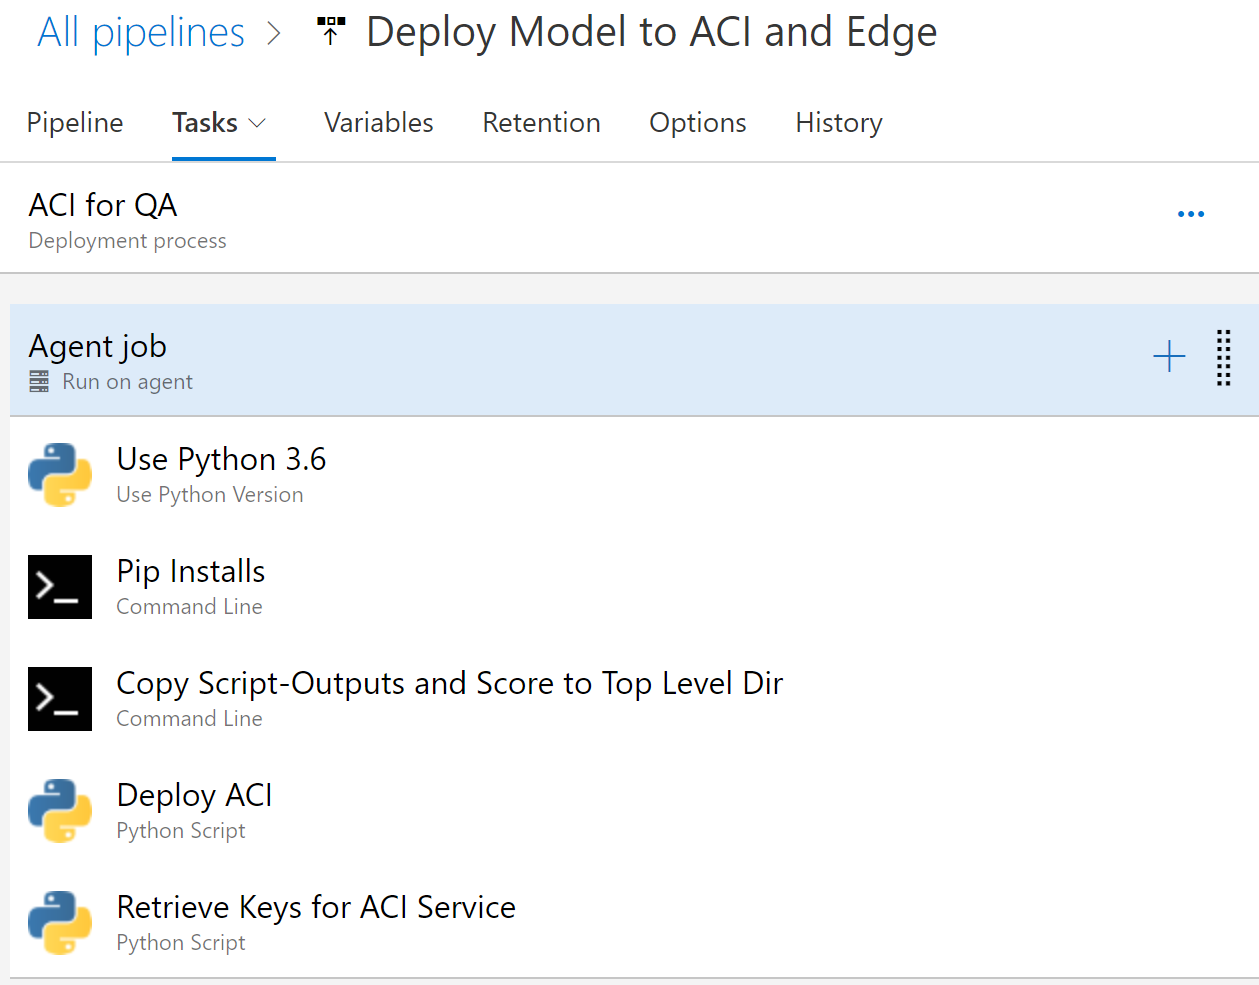 All pipelines > Deploy Model to ACI and Edge
Pipeline Tasks Variables Retention Options History
ACI for QA
Deployment process
Agent job
Run on agent
Use Python 3.6
Use Python Version
Pip Installs
Command Line
Copy Script-Outputs and Score to Top Level Dir
Command Line
Deploy ACI
Python Script
Retrieve Keys for ACI Service
Python Script